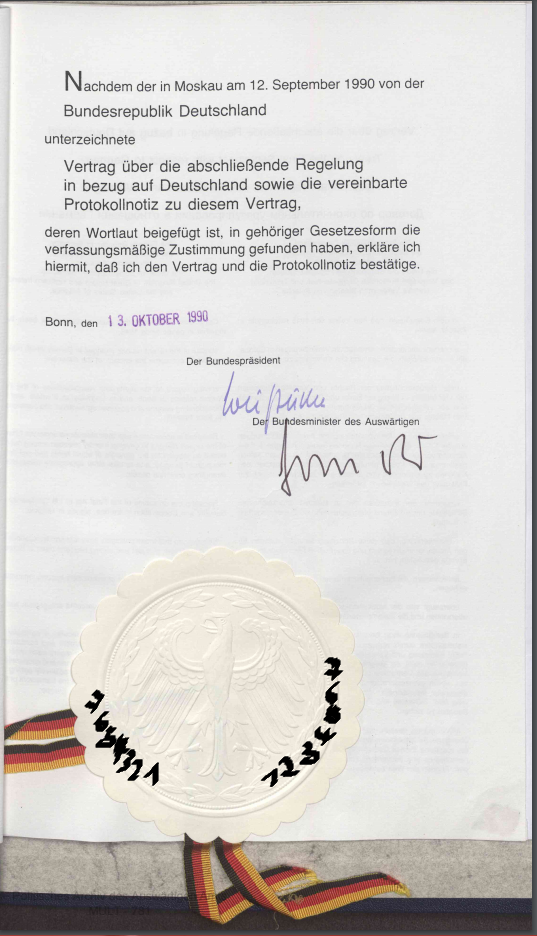 Nachdem der in Moskau am 12. September 1990 von der
Bundesrepublik Deutschland
unterzeichnete
Vertrag über die abschließende Regelung
in bezug auf Deutschland sowie die vereinbarte
Protokollnotiz zu diesem Vertrag,
deren Wortlaut beigefügt ist, in gehöriger Gesetzesform die
verfassungsmäßige Zustimmung gefunden haben, erkläre ich
hiermit, daß ich den Vertrag und die Protokollnotiz bestätige.
Bonn, den 13. OKTOBER 1990
Der Bundespräsident
Der Bundesminister des Auswärtigen